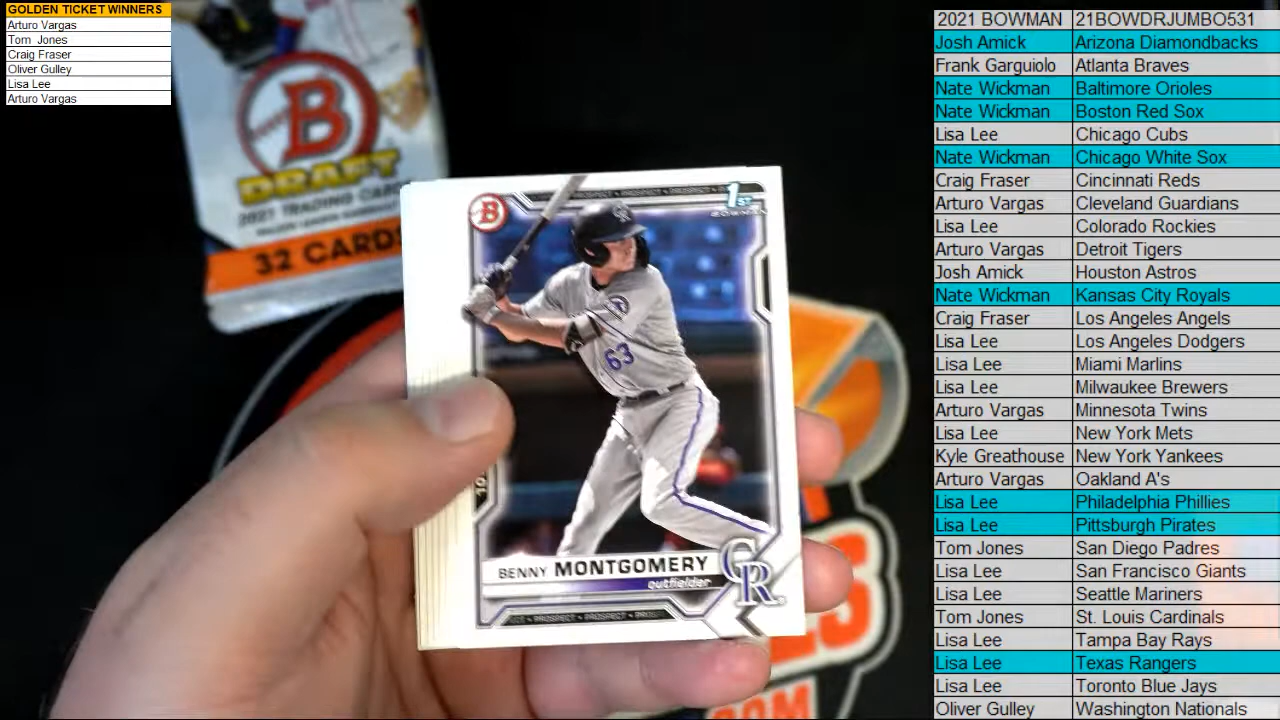 GOLDEN TICKET WINNERS
Arturo Vargas
Tom Jones
Craig Fraser
Oliver Gulley
Lisa Lee
Arturo Vargas
B
DRAFT
2021 TRADING CARDS
32 CARDS
B
PROSPECT • PROSPECT • PROSPECT
1ST
BOWMAN
CR
63
BENNY MONTGOMERY
outfielder
CR
PROSPECT • PROSPECT
.COM
2021 BOWMAN 21BOWDRJUMBO531
Josh Amick Arizona Diamondbacks
Frank Garguiolo Atlanta Braves
Nate Wickman Baltimore Orioles
Nate Wickman Boston Red Sox
Lisa Lee Chicago Cubs
Nate Wickman Chicago White Sox
Craig Fraser Cincinnati Reds
Arturo Vargas Cleveland Guardians
Lisa Lee Colorado Rockies
Arturo Vargas Detroit Tigers
Josh Amick Houston Astros
Nate Wickman Kansas City Royals
Craig Fraser Los Angeles Angels
Lisa Lee Los Angeles Dodgers
Lisa Lee Miami Marlins
Lisa Lee Milwaukee Brewers
Arturo Vargas Minnesota Twins
Lisa Lee New York Mets
Kyle Greathouse New York Yankees
Arturo Vargas Oakland A's
Lisa Lee Philadelphia Phillies
Lisa Lee Pittsburgh Pirates
Tom Jones San Diego Padres
Lisa Lee San Francisco Giants
Lisa Lee Seattle Mariners
Tom Jones St. Louis Cardinals
Lisa Lee Tampa Bay Rays
Lisa Lee Texas Rangers
Lisa Lee Toronto Blue Jays
Oliver Gulley Washington Nationals